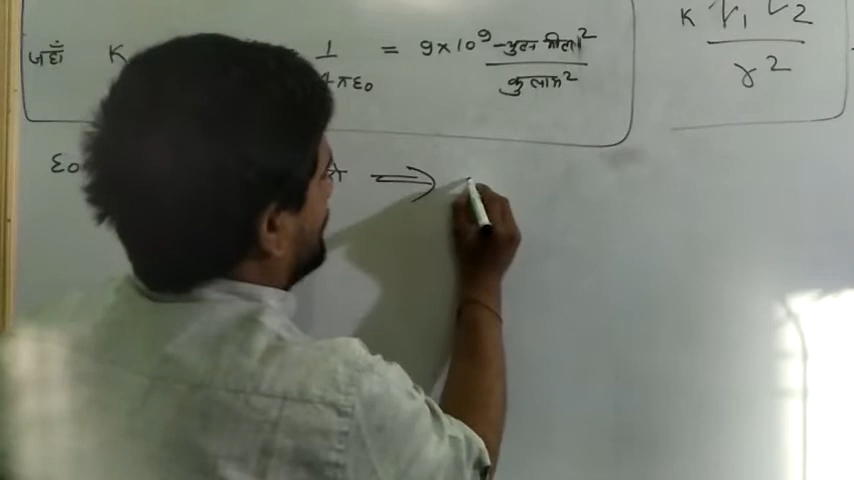 जहाँ K 1 = 9×10⁹ न्यूटन मीटर²
4πε₀ कुलाम²
K q₁ q₂
r²
ε₀ ⇒